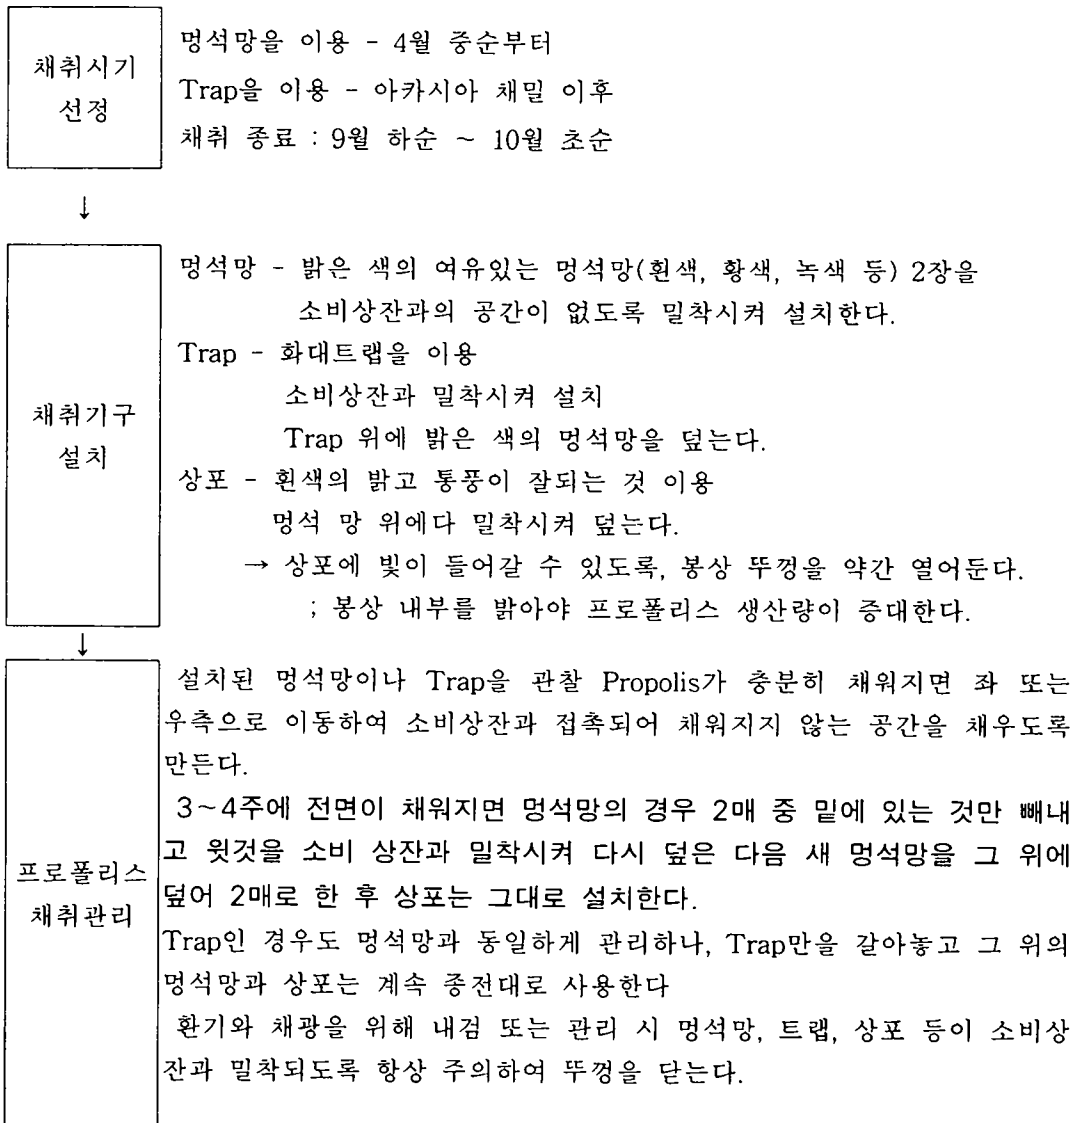 채취시기
선정
멍석망을 이용 - 4월 중순부터
Trap을 이용 - 아카시아 채밀 이후
채취 종료 : 9월 하순 ~ 10월 초순
↓
채취기구
설치
멍석망 - 밝은 색의 여유있는 멍석망(흰색, 황색, 녹색 등) 2장을
소비상잔과의 공간이 없도록 밀착시켜 설치한다.
Trap - 화대트랩을 이용
소비상잔과 밀착시켜 설치
Trap 위에 밝은 색의 멍석망을 덮는다.
상포 - 흰색의 밝고 통풍이 잘되는 것 이용
멍석 망 위에다 밀착시켜 덮는다.
→ 상포에 빛이 들어갈 수 있도록, 봉상 뚜껑을 약간 열어둔다.
; 봉상 내부를 밝아야 프로폴리스 생산량이 증대한다.
↓
프로폴리스
채취관리
설치된 멍석망이나 Trap을 관찰 Propolis가 충분히 채워지면 좌 또는
우측으로 이동하여 소비상잔과 접촉되어 채워지지 않는 공간을 채우도록
만든다.
3~4주에 전면이 채워지면 멍석망의 경우 2매 중 밑에 있는 것만 빼내
고 윗것을 소비 상잔과 밀착시켜 다시 덮은 다음 새 멍석망을 그 위에
덮어 2매로 한 후 상포는 그대로 설치한다.
Trap인 경우도 멍석망과 동일하게 관리하나, Trap만을 갈아놓고 그 위의
멍석망과 상포는 계속 종전대로 사용한다
환기와 채광을 위해 내검 또는 관리 시 멍석망, 트랩, 상포 등이 소비상
잔과 밀착되도록 항상 주의하여 뚜껑을 닫는다.